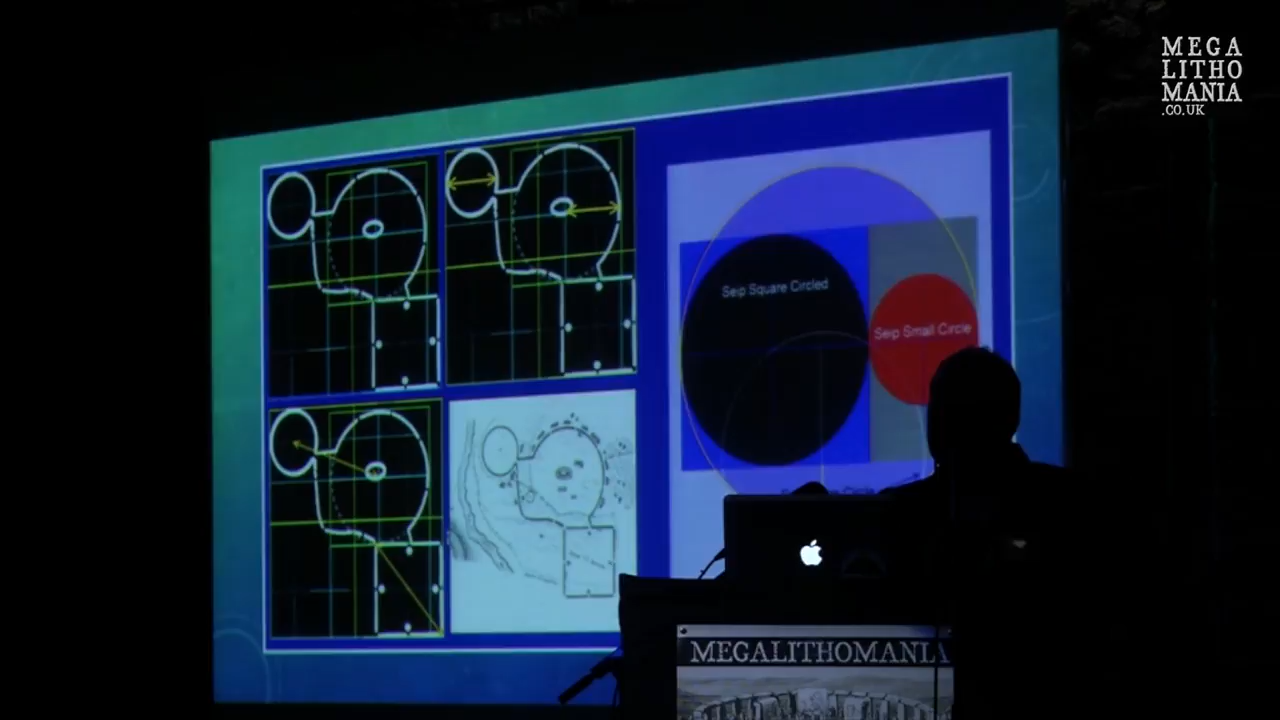 MEGA
LITHO
MANIA
.CO.UK
Seip Square Circled
Seip Small Circle
MEGALITHOMANIA